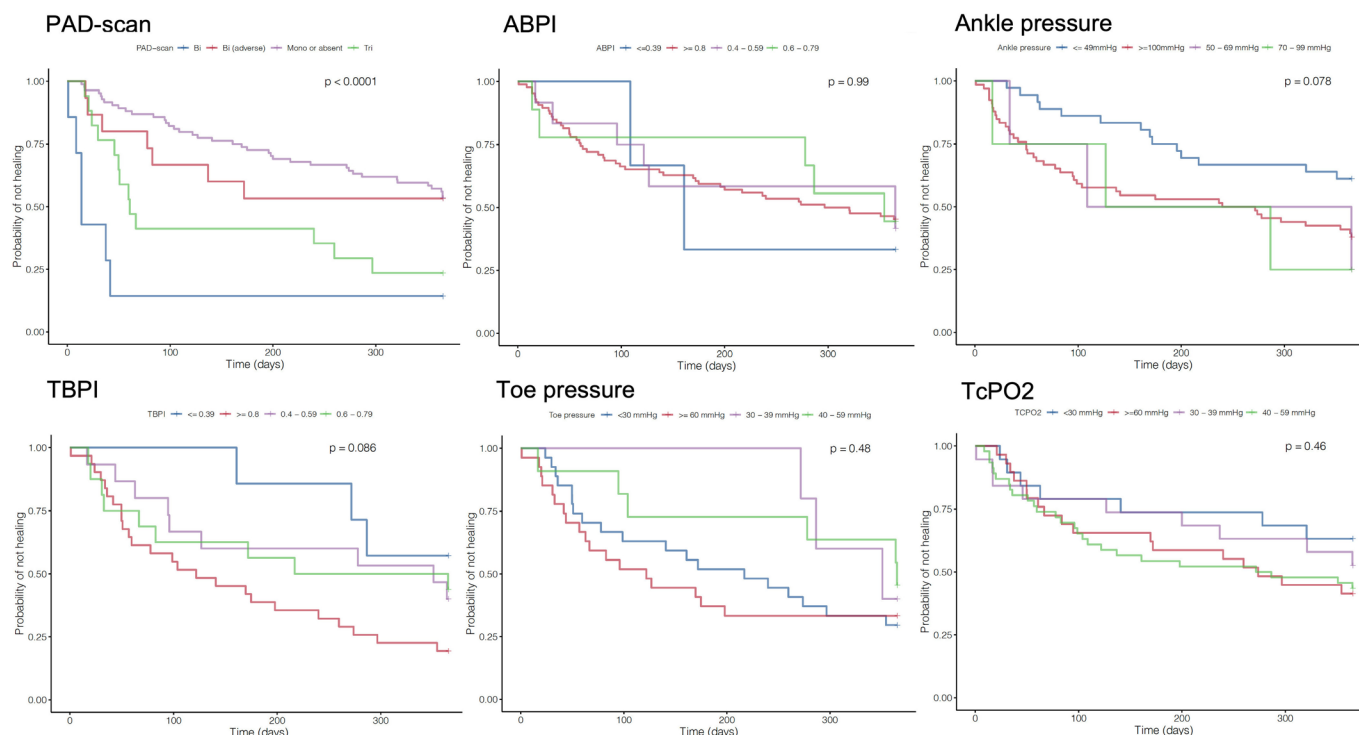 PAD-scan
PAD-scan Bi Bi (adverse) Mono or absent Tri
p < 0.0001
Probability of not healing
1.00
0.75
0.50
0.25
0.00
0 100 200 300
Time (days)
ABPI
ABPI <=0.39 >= 0.8 0.4 – 0.59 0.6 – 0.79
p = 0.99
Probability of not healing
1.00
0.75
0.50
0.25
0.00
0 100 200 300
Time (days)
Ankle pressure
Ankle pressure <= 49mmHg >=100mmHg 50 – 69 mmHg 70 – 99 mmHg
p = 0.078
Probability of not healing
1.00
0.75
0.50
0.25
0.00
0 100 200 300
Time (days)
TBPI
TBPI <= 0.39 >= 0.8 0.4 – 0.59 0.6 – 0.79
p = 0.086
Probability of not healing
1.00
0.75
0.50
0.25
0.00
0 100 200 300
Time (days)
Toe pressure
Toe pressure <30 mmHg >= 60 mmHg 30 – 39 mmHg 40 – 59 mmHg
p = 0.48
Probability of not healing
1.00
0.75
0.50
0.25
0.00
0 100 200 300
Time (days)
TcPO2
TCPO2 <30 mmHg >=60 mmHg 30 – 39 mmHg 40 – 59 mmHg
p = 0.46
Probability of not healing
1.00
0.75
0.50
0.25
0.00
0 100 200 300
Time (days)